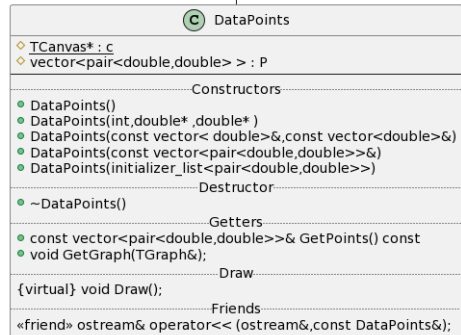 C DataPoints
TCanvas* : c
vector<pair<double,double> > : P
Constructors
DataPoints()
DataPoints(int,double* ,double* )
DataPoints(const vector< double>&,const vector<double>&)
DataPoints(const vector<pair<double,double>>&)
DataPoints(initializer_list<pair<double,double>>)
Destructor
~DataPoints()
Getters
const vector<pair<double,double>>& GetPoints() const
void GetGraph(TGraph&);
Draw
{virtual} void Draw();
Friends
«friend» ostream& operator<< (ostream&,const DataPoints&);